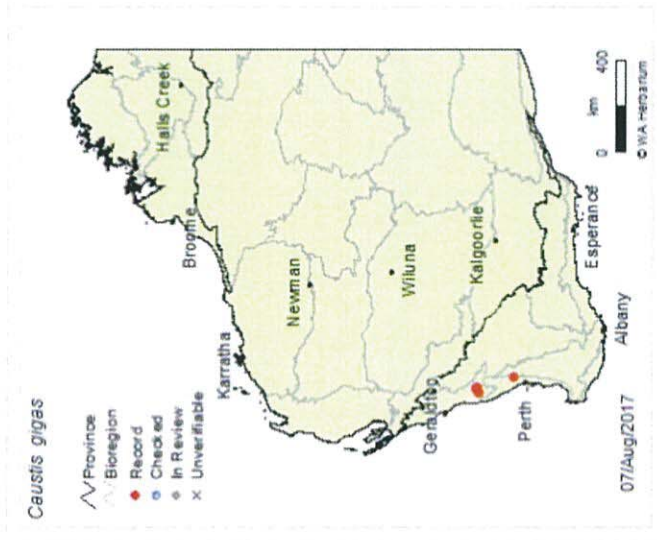 Caustis gigas
Province
Bioregion
Record
Checked
In Review
Unverifiable
Halls Creek
Broome
Karratha
Newman
Wiluna
Geraldton
Kalgoorlie
Perth
Esperance
Albany
0 km 400
© WA Herbarium
07/Aug/2017